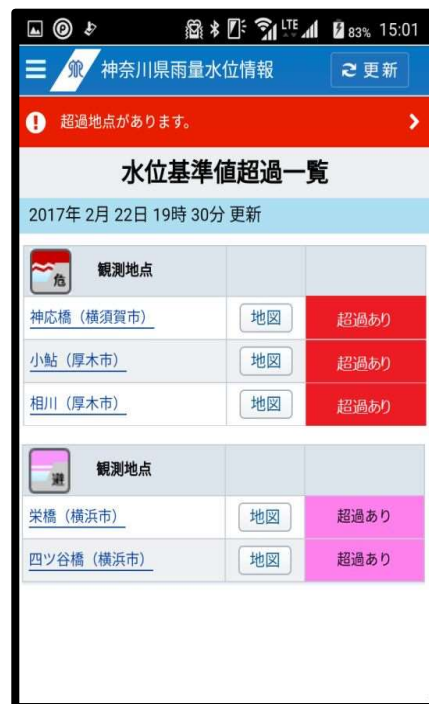 LTE 83% 15:01
神奈川県雨量水位情報 更新
超過地点があります。
水位基準値超過一覧
2017年 2月 22日 19時 30分 更新
危 観測地点
神応橋（横須賀市） 地図 超過あり
小鮎（厚木市） 地図 超過あり
相川（厚木市） 地図 超過あり
避 観測地点
栄橋（横浜市） 地図 超過あり
四ツ谷橋（横浜市） 地図 超過あり